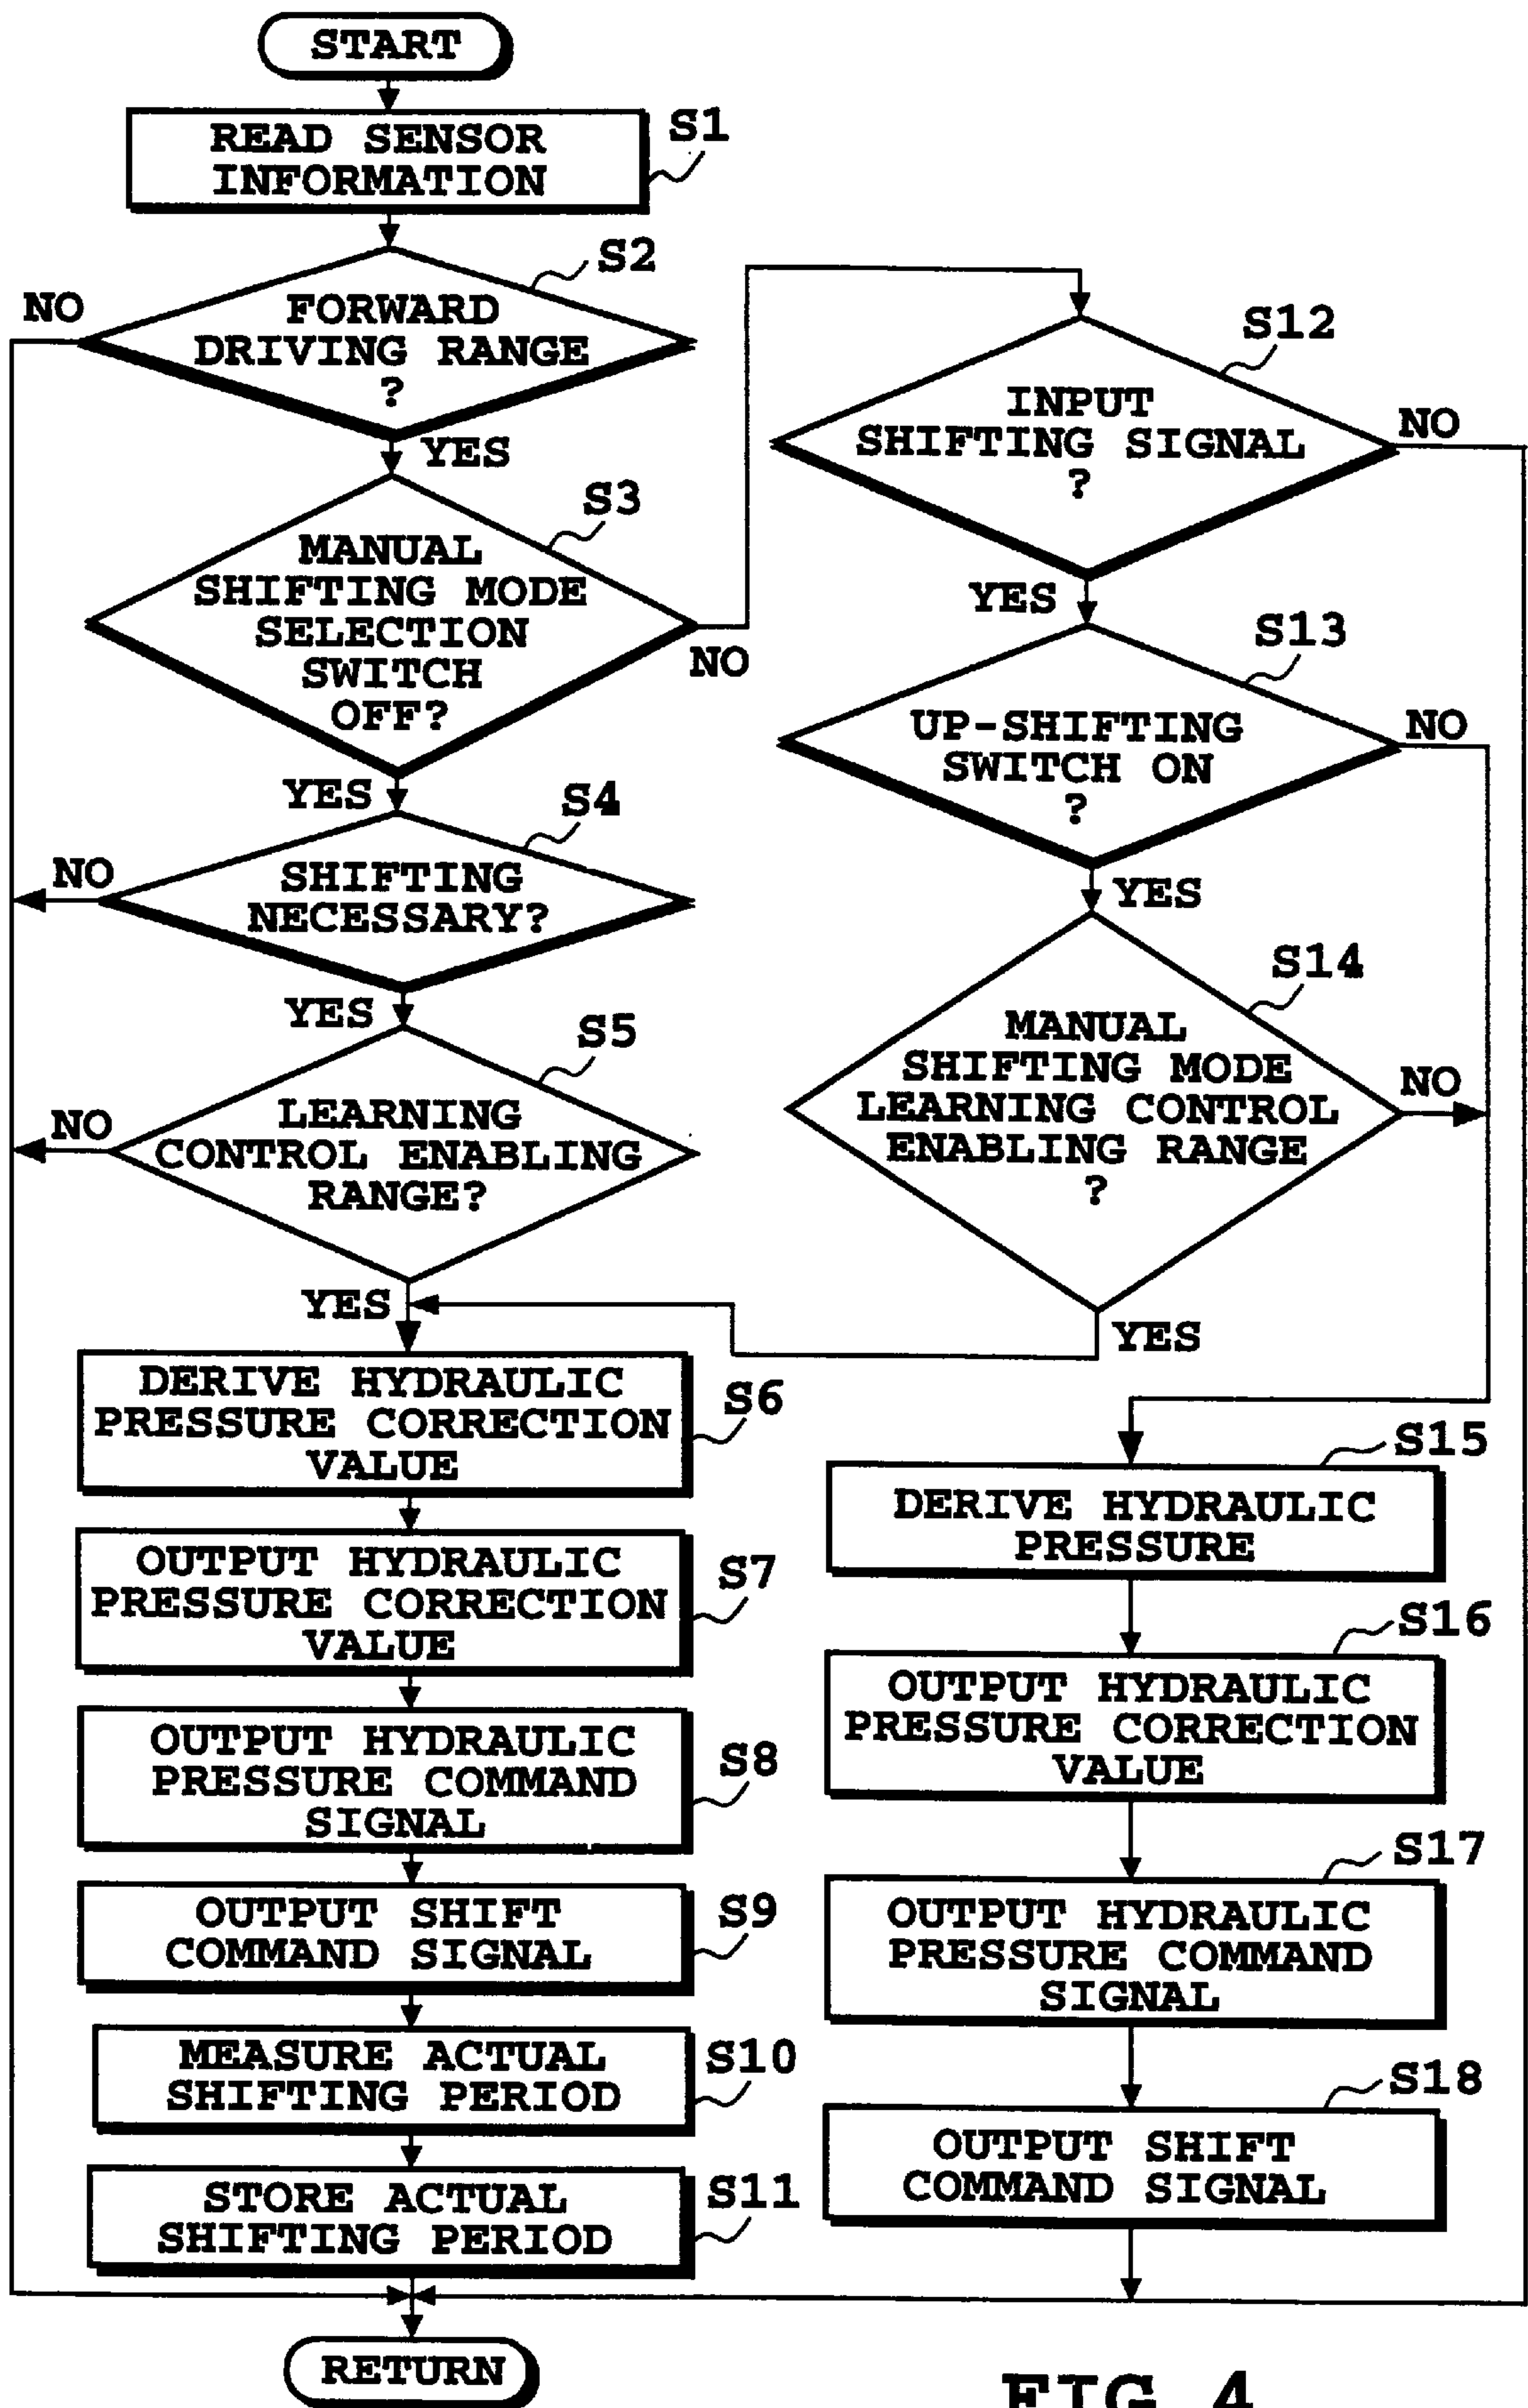 START
READ SENSOR
INFORMATION
S1
FORWARD
DRIVING RANGE
?
S2
NO
YES
MANUAL
SHIFTING MODE
SELECTION
SWITCH
OFF?
S3
NO
YES
SHIFTING
NECESSARY?
S4
NO
YES
LEARNING
CONTROL ENABLING
RANGE?
S5
NO
YES
DERIVE HYDRAULIC
PRESSURE CORRECTION
VALUE
S6
OUTPUT HYDRAULIC
PRESSURE CORRECTION
VALUE
S7
OUTPUT HYDRAULIC
PRESSURE COMMAND
SIGNAL
S8
OUTPUT SHIFT
COMMAND SIGNAL
S9
MEASURE ACTUAL
SHIFTING PERIOD
S10
STORE ACTUAL
SHIFTING PERIOD
S11
RETURN
INPUT
SHIFTING SIGNAL
?
S12
NO
YES
UP-SHIFTING
SWITCH ON
?
S13
NO
YES
MANUAL
SHIFTING MODE
LEARNING CONTROL
ENABLING RANGE
?
S14
NO
YES
DERIVE HYDRAULIC
PRESSURE
S15
OUTPUT HYDRAULIC
PRESSURE CORRECTION
VALUE
S16
OUTPUT HYDRAULIC
PRESSURE COMMAND
SIGNAL
S17
OUTPUT SHIFT
COMMAND SIGNAL
S18
FIG 4